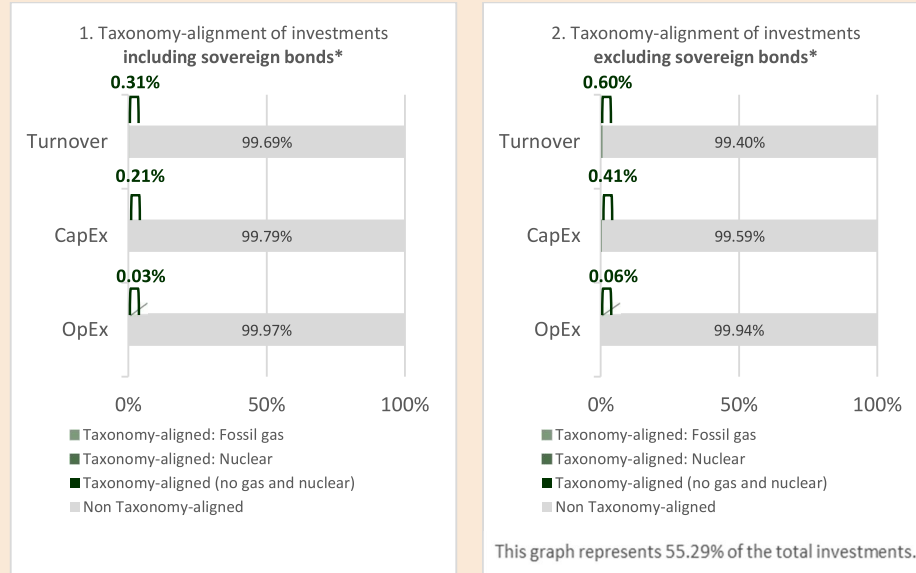 1. Taxonomy-alignment of investments
including sovereign bonds*
0.31%
Turnover
99.69%
0.21%
CapEx
99.79%
0.03%
OpEx
99.97%
0%
50%
100%
Taxonomy-aligned: Fossil gas
Taxonomy-aligned: Nuclear
Taxonomy-aligned (no gas and nuclear)
Non Taxonomy-aligned
2. Taxonomy-alignment of investments
excluding sovereign bonds*
0.60%
Turnover
99.40%
0.41%
CapEx
99.59%
0.06%
OpEx
99.94%
0%
50%
100%
Taxonomy-aligned: Fossil gas
Taxonomy-aligned: Nuclear
Taxonomy-aligned (no gas and nuclear)
Non Taxonomy-aligned
This graph represents 55.29% of the total investments.